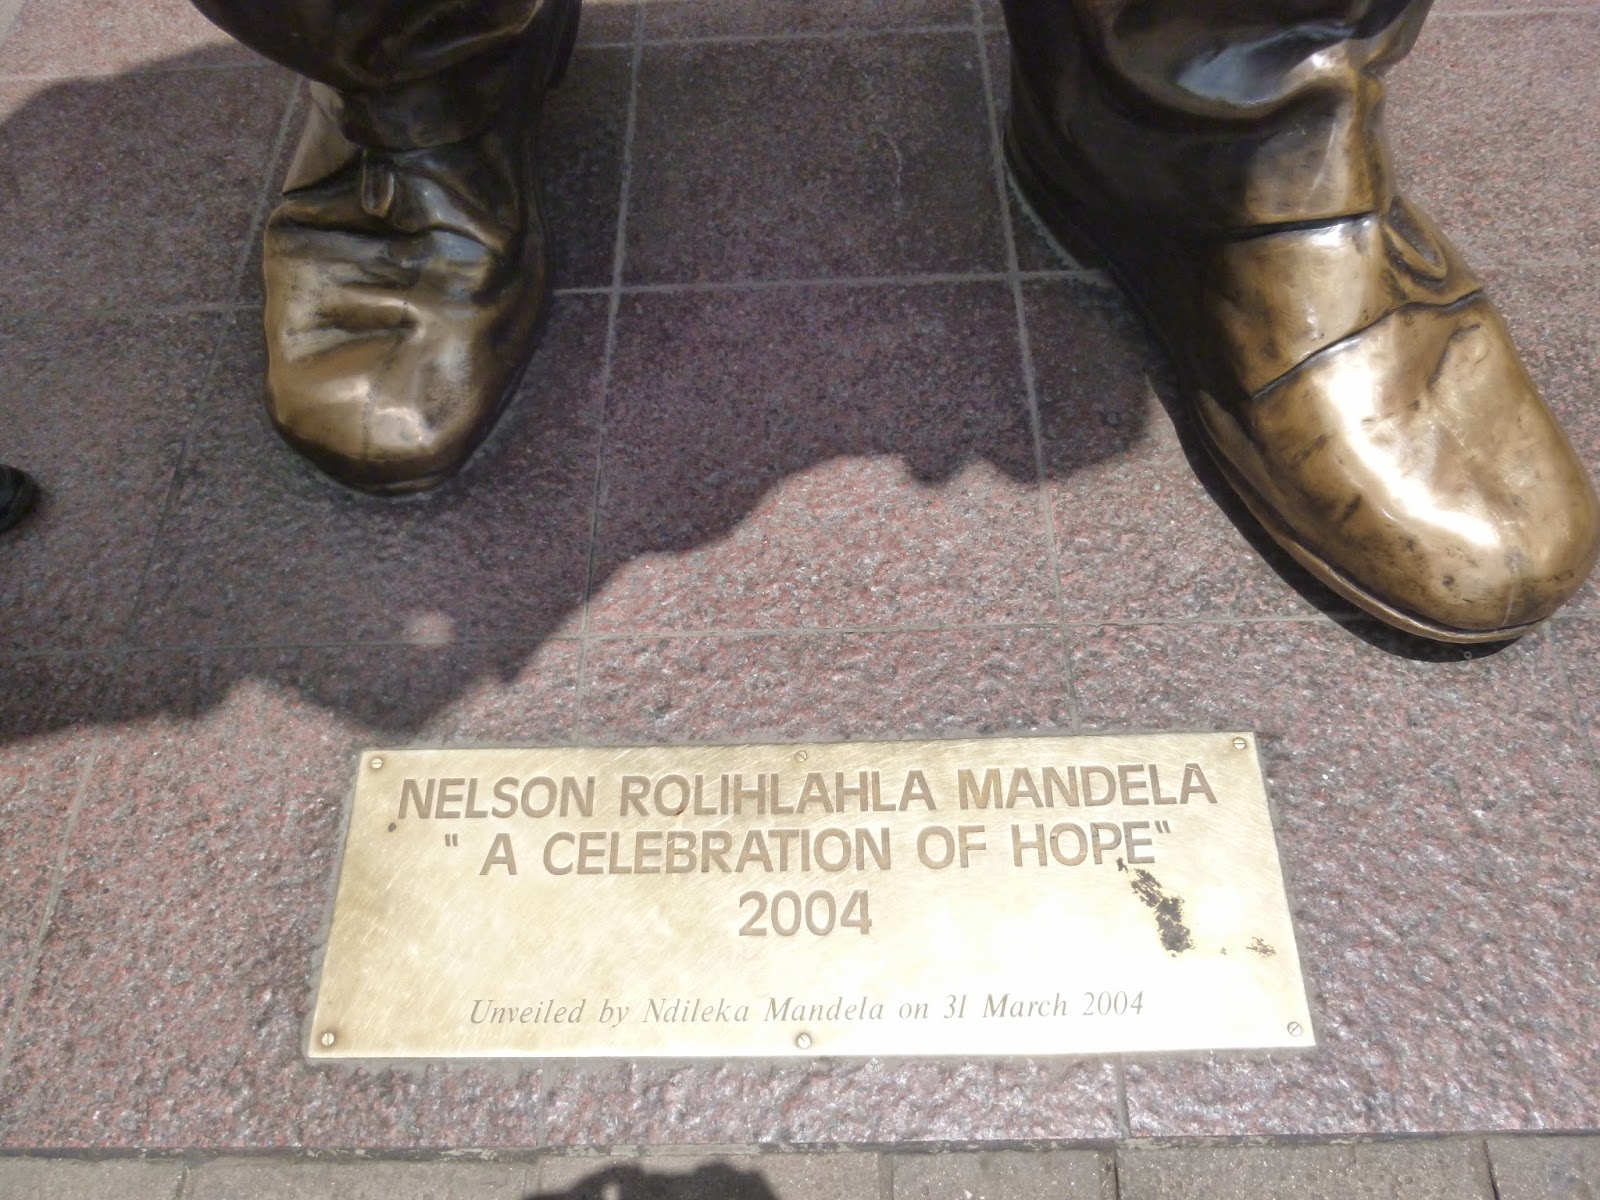 NELSON ROLIHLAHLA MANDELA
" A CELEBRATION OF HOPE"
2004
Unveiled by Ndileka Mandela on 31 March 2004